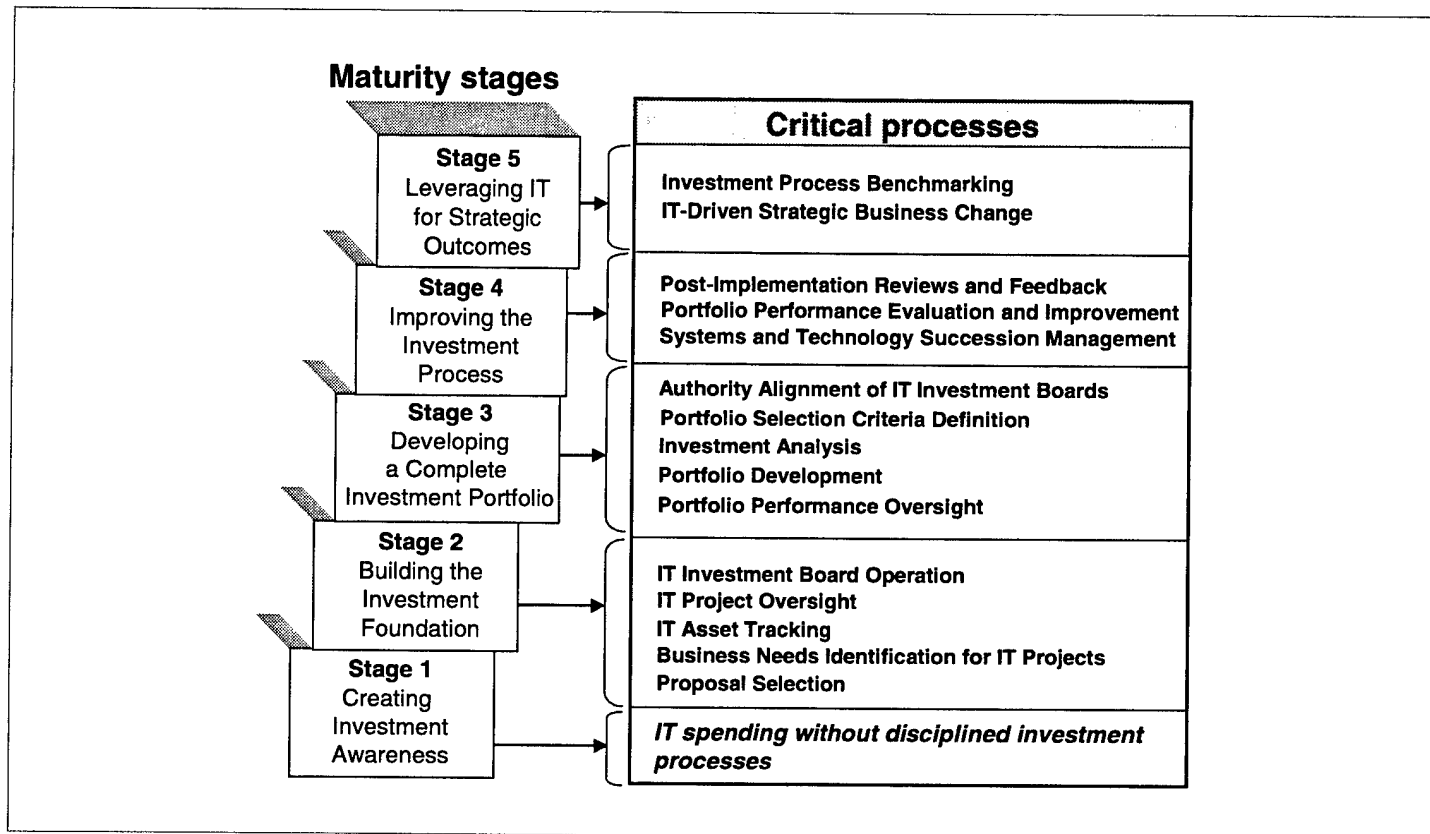 Maturity stages
Critical processes
Stage 5
Leveraging IT
for Strategic
Outcomes
Investment Process Benchmarking
IT-Driven Strategic Business Change
Stage 4
Improving the
Investment
Process
Post-Implementation Reviews and Feedback
Portfolio Performance Evaluation and Improvement
Systems and Technology Succession Management
Stage 3
Developing
a Complete
Investment Portfolio
Authority Alignment of IT Investment Boards
Portfolio Selection Criteria Definition
Investment Analysis
Portfolio Development
Portfolio Performance Oversight
Stage 2
Building the
Investment
Foundation
IT Investment Board Operation
IT Project Oversight
IT Asset Tracking
Business Needs Identification for IT Projects
Proposal Selection
Stage 1
Creating
Investment
Awareness
IT spending without disciplined investment
processes